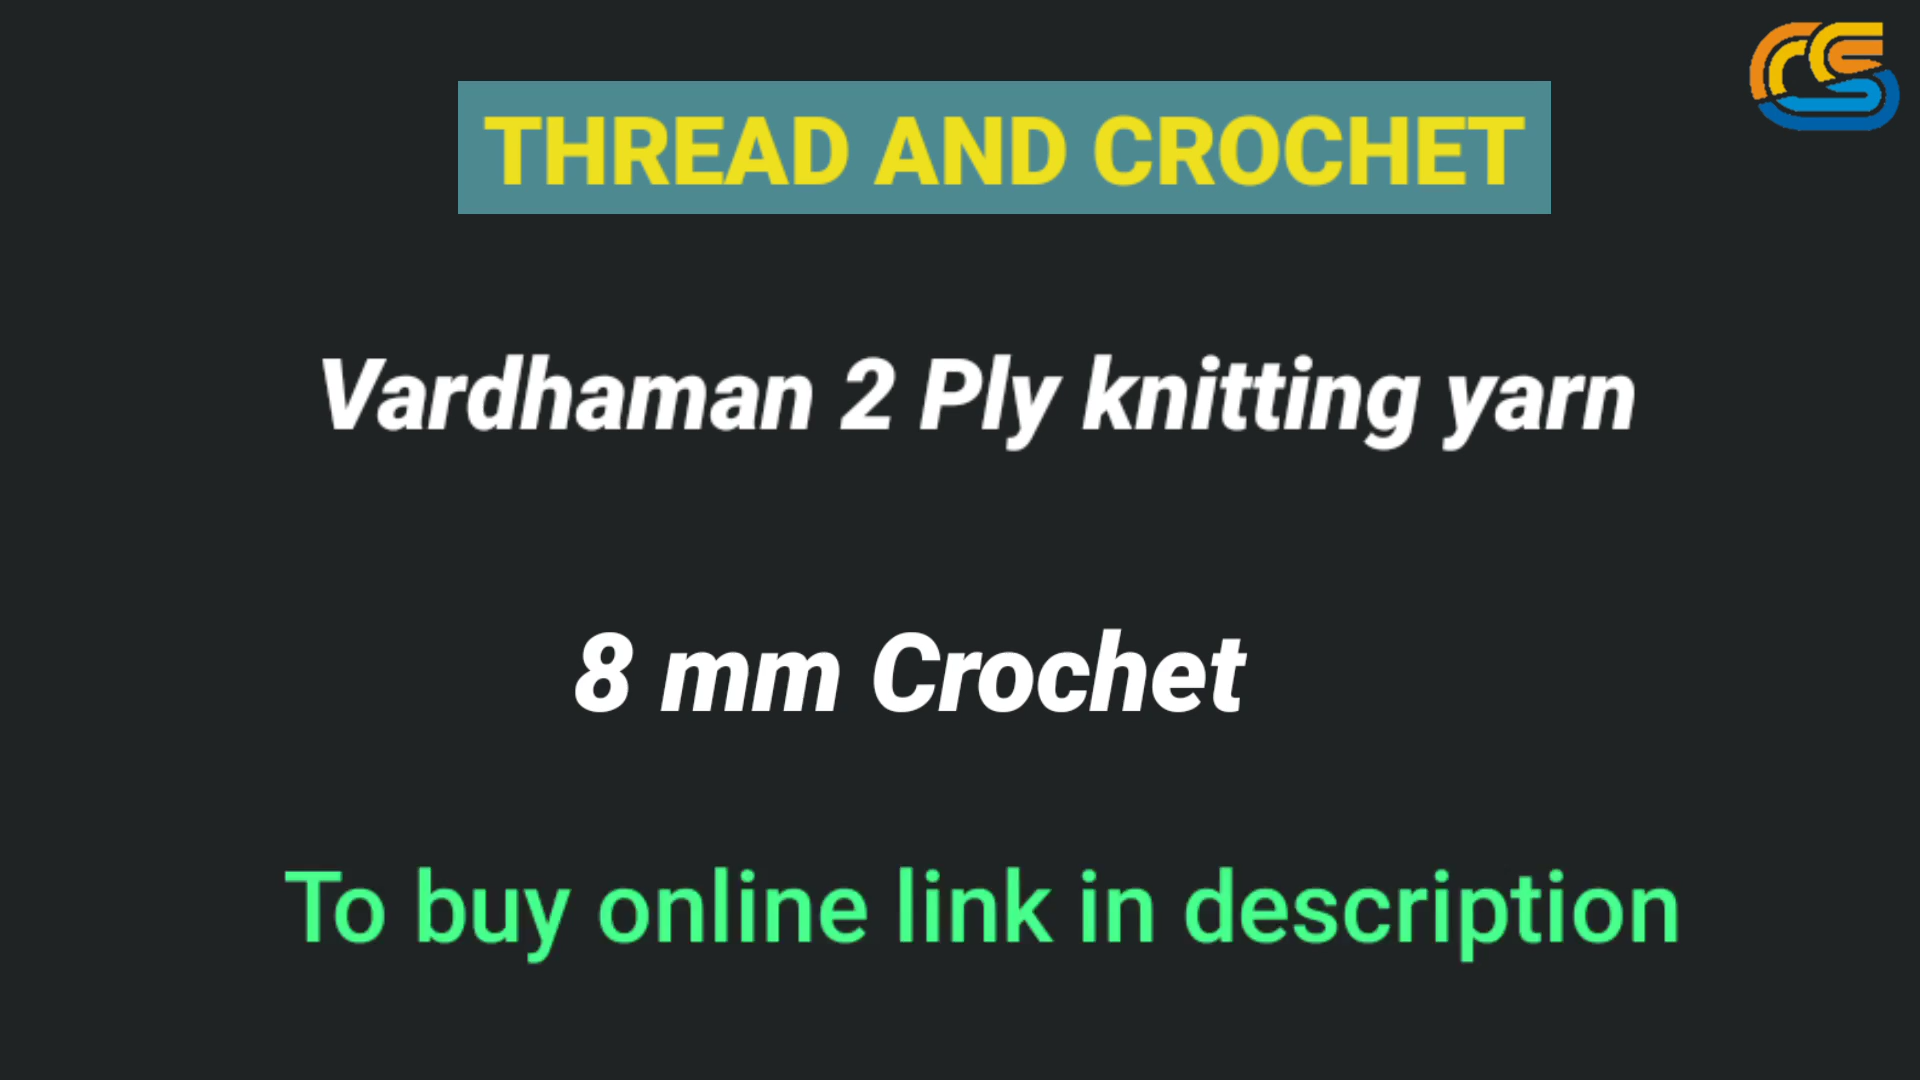 THREAD AND CROCHET
Vardhaman 2 Ply knitting yarn
8 mm Crochet
To buy online link in description